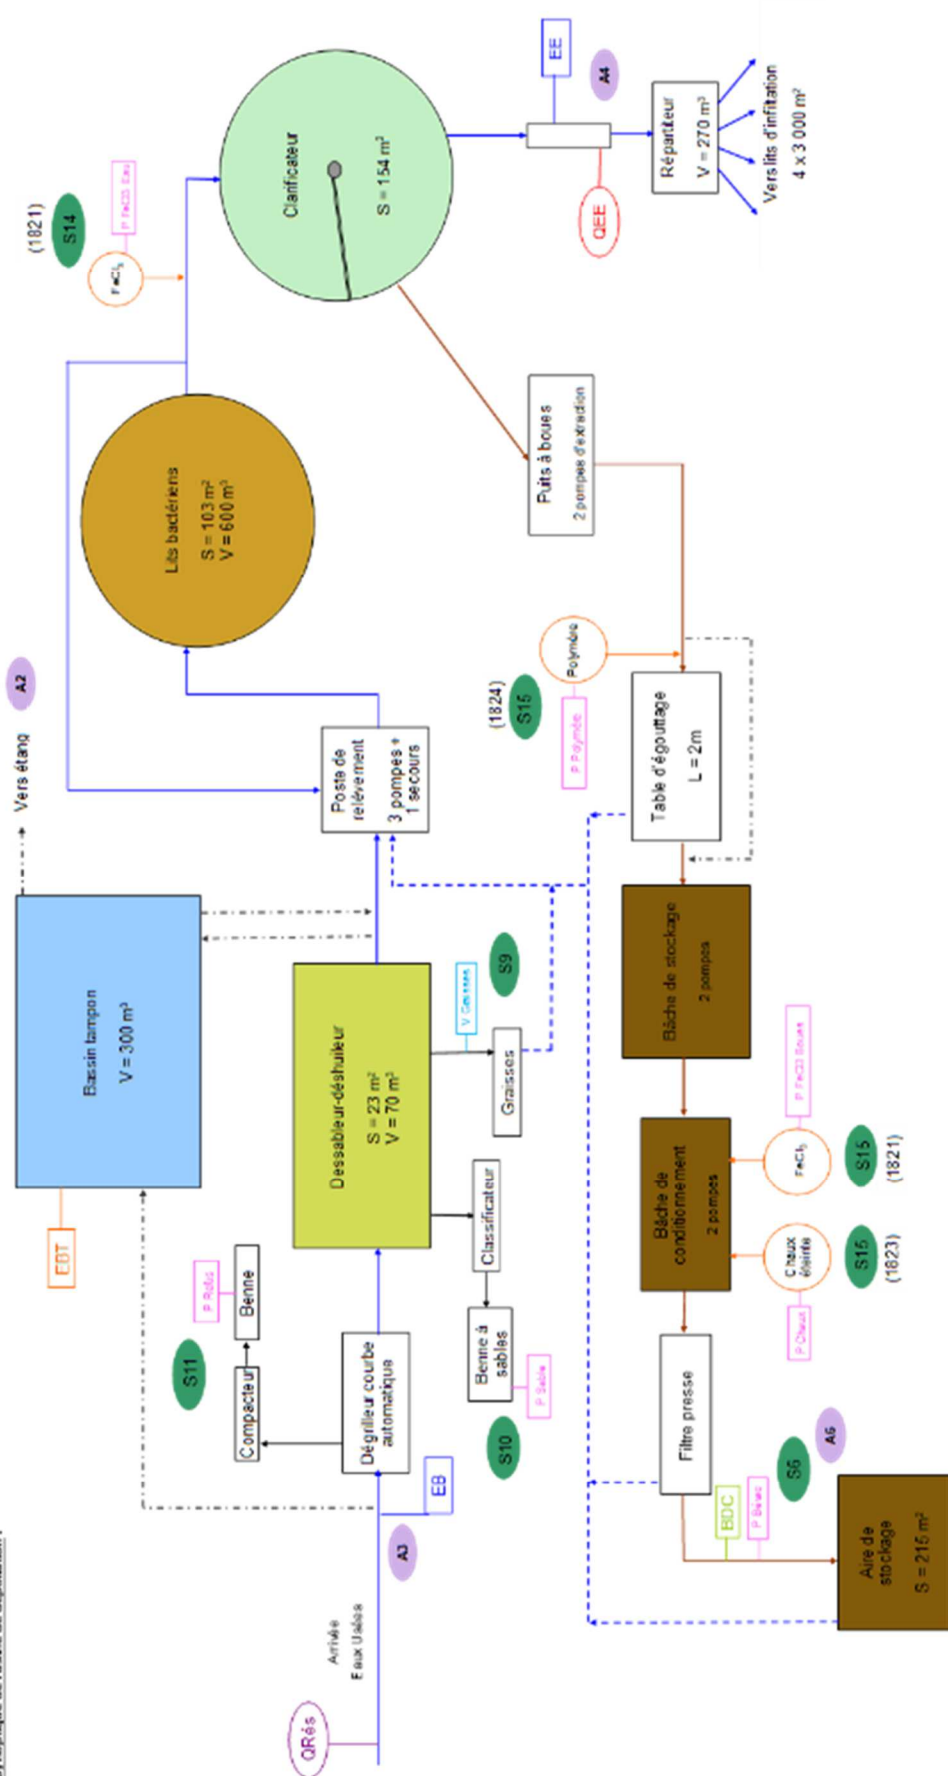 QRés
Arrivée
Eaux Usées
A3
EB
Dégrilleur courbe
automatique
Compacteur
Benne
P Refus
S11
EBT
Bassin tampon
V = 300 m³
Vers étang
A2
Dessableur-déshuileur
S = 23 m²
V = 70 m³
Classificateur
Benne à
sables
P Sable
S10
V Graisses
Graisses
S9
Poste de
relèvement
3 pompes +
1 secours
Lits bactériens
S = 103 m²
V = 600 m³
(1821)
S14
FeCl₃
P FeCl3 Eau
Clarificateur
S = 154 m²
EE
A4
QEE
Répartiteur
V = 270 m³
Vers lits d'infiltation
4 x 3 000 m²
Puits à boues
2 pompes d'extraction
(1824)
S15
Polymère
P Polymère
Table d'égouttage
L = 2m
Bâche de stockage
2 pompes
Bâche de
conditionnement
2 pompes
FeCl₃
P FeCl3 Boues
S15
(1821)
Chaux
éteinte
P Chaux
S15
(1823)
Filtre presse
BDC
S6
A6
Aire de
stockage
S = 215 m²